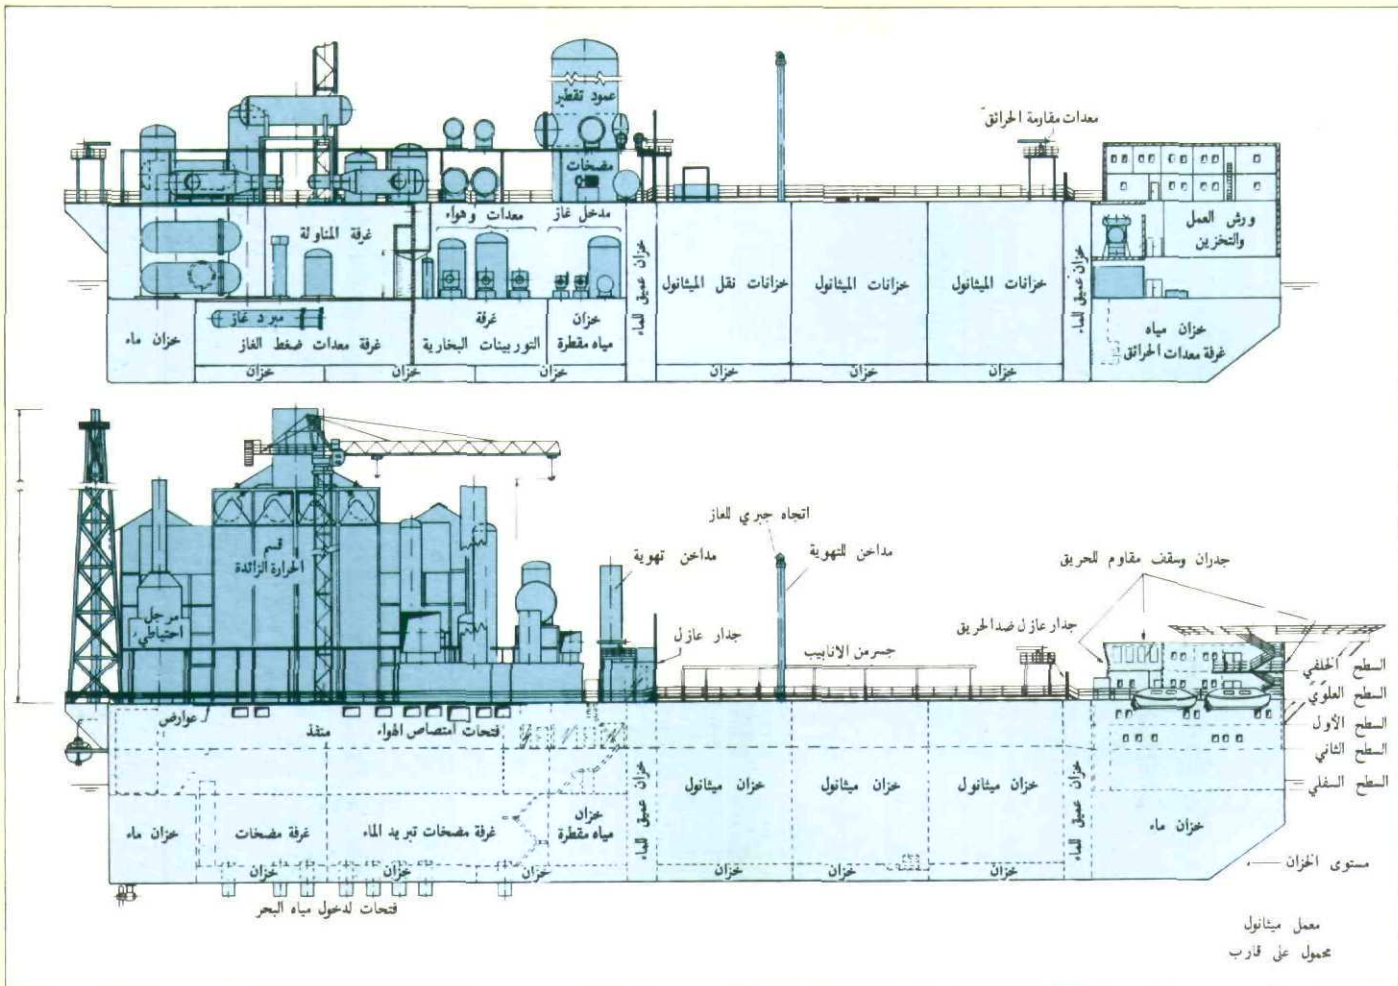 عمود تقطير
معدات مقاومة الحرائق
مضخات
مدخل غاز
معدات وهواء
غرفة المناولة
ورش العمل
والتخزين
خزان عميق للماء
خزانات نقل الميثانول
خزانات الميثانول
خزانات الميثانول
خزان عميق للماء
مبرد غاز
خزان ماء
غرفة معدات ضغط الغاز
غرفة
التوربينات البخارية
خزان
مياه مقطرة
خزان مياه
غرفة معدات الحرائق
خزان
خزان
خزان
خزان
خزان
خزان
اتجاه جبري للغاز
مداخن تهوية
مداخن للتهوية
جدران وسقف مقاوم للحريق
قسم
الحرارة الزائدة
مرجل
احتياطي
جدار عازل
جسر من الانابيب
جدار عازل ضد الحريق
السطح الخلفي
السطح العلوي
السطح الأول
السطح الثاني
السطح السفلي
عوارض
منفذ
فتحات امتصاص الهواء
خزان عميق للماء
خزان ميثانول
خزان ميثانول
خزان ميثانول
خزان عميق للماء
خزان ماء
غرفة مضخات
غرفة مضخات تبريد الماء
خزان
مياه مقطرة
خزان ماء
خزان
خزان
خزان
خزان
خزان
خزان
مستوى الخزان
فتحات لدخول مياه البحر
معمل ميثانول
محمول على قارب